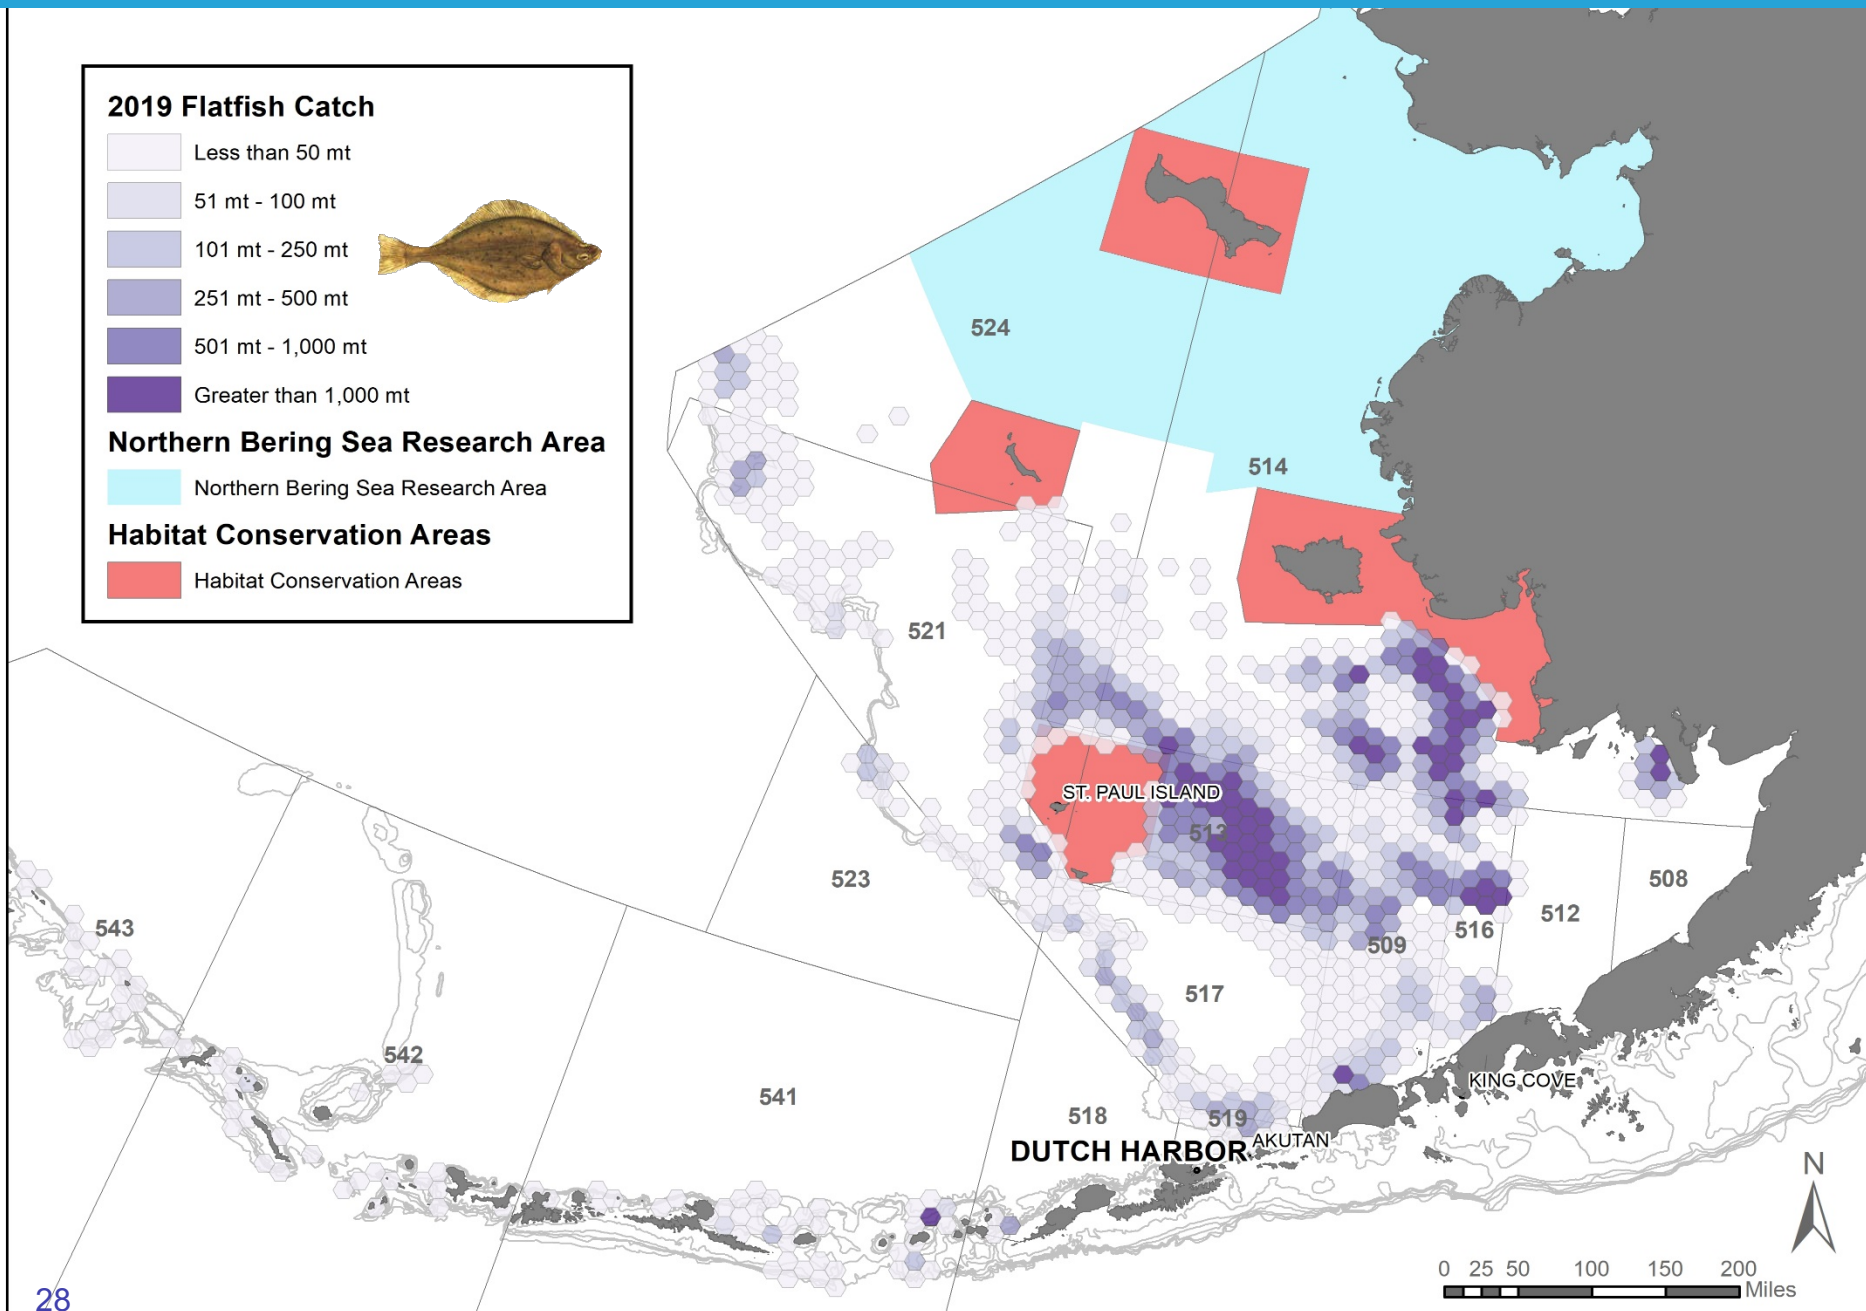 2019 Flatfish Catch
Less than 50 mt
51 mt - 100 mt
101 mt - 250 mt
251 mt - 500 mt
501 mt - 1,000 mt
Greater than 1,000 mt
Northern Bering Sea Research Area
Northern Bering Sea Research Area
Habitat Conservation Areas
Habitat Conservation Areas
524
514
521
ST. PAUL ISLAND
513
523
508
512
543
516
509
517
542
KING COVE
541
518
519
AKUTAN
DUTCH HARBOR
N
0 25 50 100 150 200
Miles
28